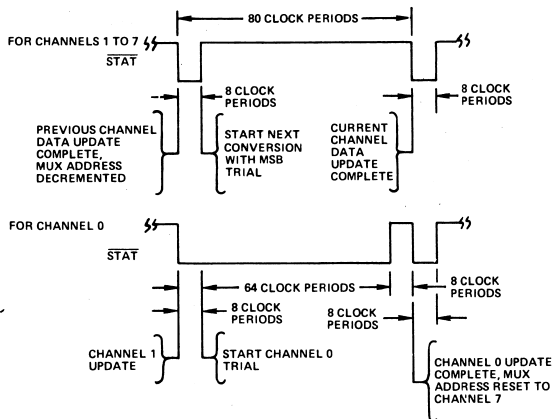 80 CLOCK PERIODS
FOR CHANNELS 1 TO 7
STAT
8 CLOCK
PERIODS
8 CLOCK
PERIODS
PREVIOUS CHANNEL
DATA UPDATE
COMPLETE,
MUX ADDRESS
DECREMENTED
START NEXT
CONVERSION
WITH MSB
TRIAL
CURRENT
CHANNEL
DATA
UPDATE
COMPLETE
FOR CHANNEL 0
STAT
64 CLOCK PERIODS
8 CLOCK
PERIODS
8 CLOCK
PERIODS
8 CLOCK
PERIODS
CHANNEL 1
UPDATE
START CHANNEL 0
TRIAL
CHANNEL 0 UPDATE
COMPLETE, MUX
ADDRESS RESET TO
CHANNEL 7